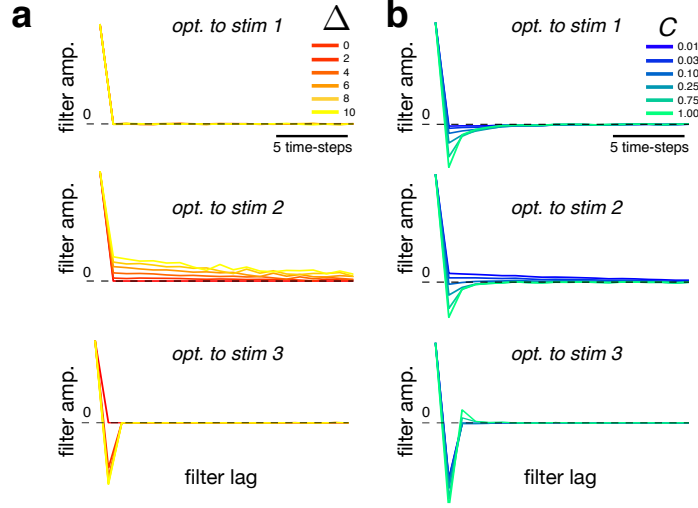 a
opt. to stim 1
Δ
0
2
4
6
8
10
filter amp.
0
5 time-steps
opt. to stim 2
filter amp.
0
opt. to stim 3
filter amp.
0
filter lag
b
opt. to stim 1
C
0.01
0.03
0.10
0.25
0.75
1.00
filter amp.
0
5 time-steps
opt. to stim 2
filter amp.
0
opt. to stim 3
filter amp.
0
filter lag